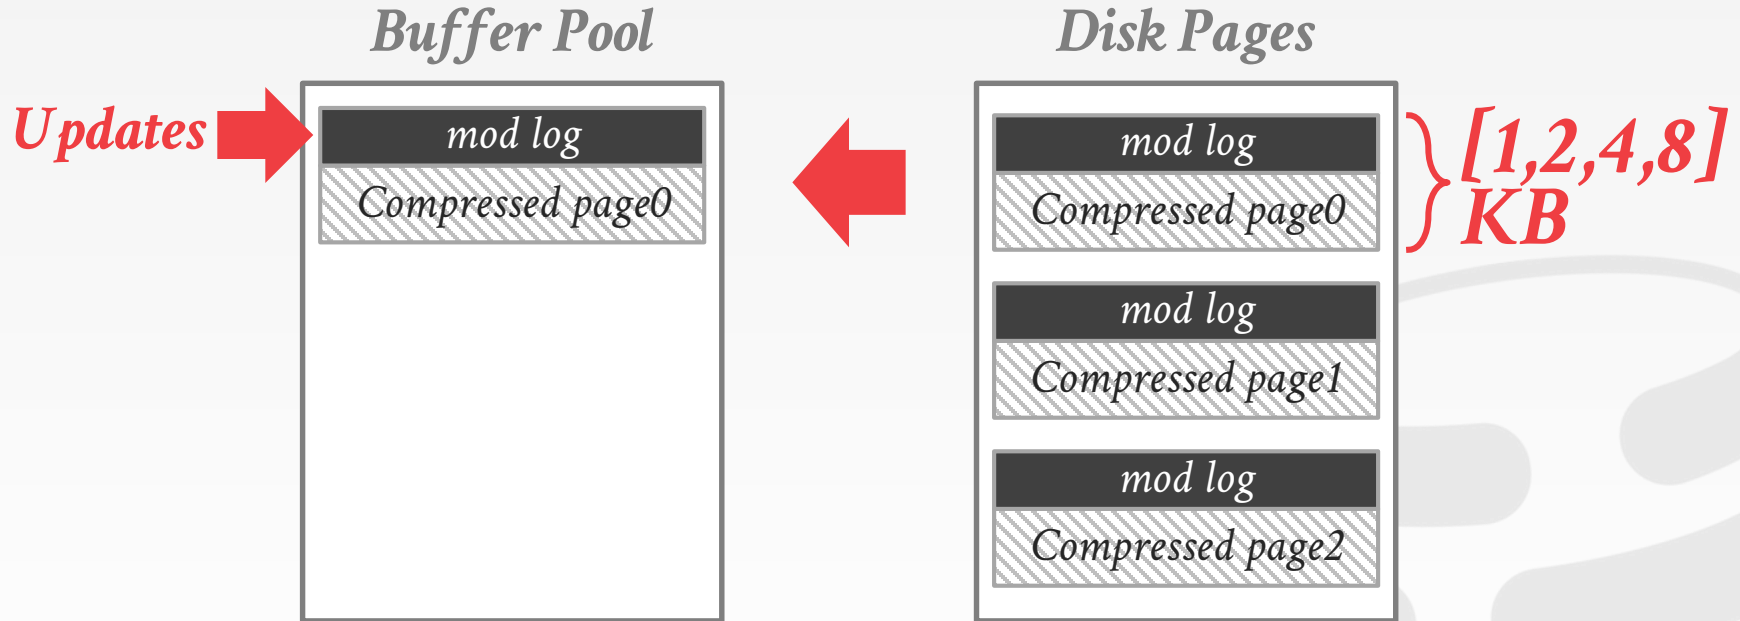 Buffer Pool
Updates
mod log
Compressed page0
Disk Pages
mod log
Compressed page0
[1,2,4,8]
KB
mod log
Compressed page1
mod log
Compressed page2